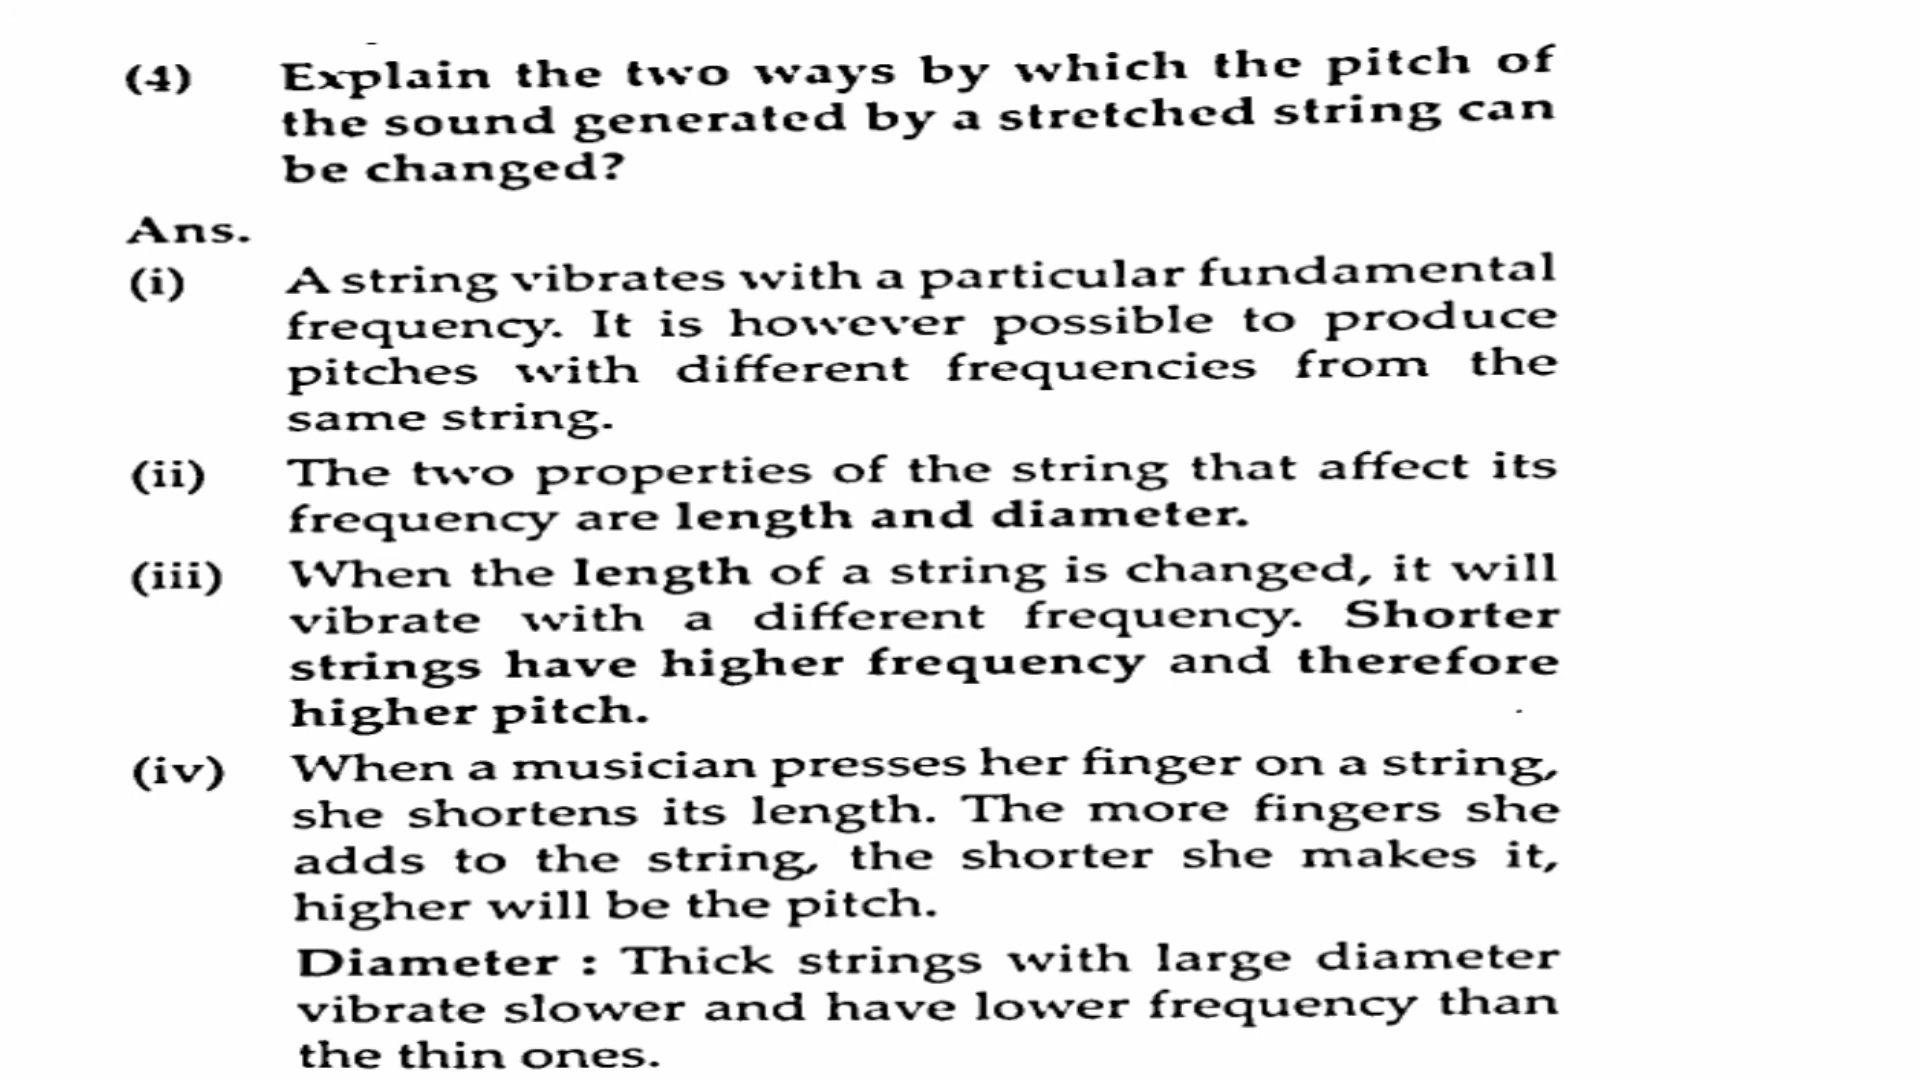 (4) Explain the two ways by which the pitch of
the sound generated by a stretched string can
be changed?
Ans.
(i) A string vibrates with a particular fundamental
frequency. It is however possible to produce
pitches with different frequencies from the
same string.
(ii) The two properties of the string that affect its
frequency are length and diameter.
(iii) When the length of a string is changed, it will
vibrate with a different frequency. Shorter
strings have higher frequency and therefore
higher pitch.
(iv) When a musician presses her finger on a string,
she shortens its length. The more fingers she
adds to the string, the shorter she makes it,
higher will be the pitch.
Diameter : Thick strings with large diameter
vibrate slower and have lower frequency than
the thin ones.